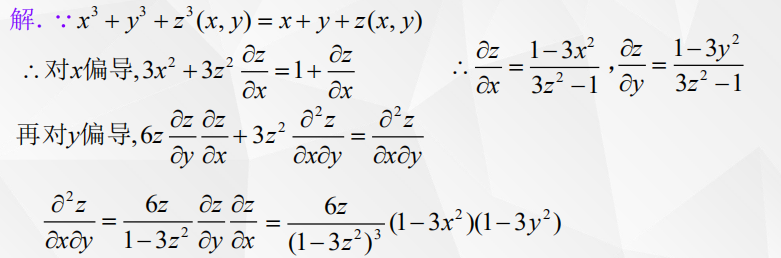 解. ∵ x³ + y³ + z³(x, y) = x + y + z(x, y)
∴ 对x偏导, 3x² + 3z² ∂z/∂x = 1 + ∂z/∂x ∴ ∂z/∂x = (1−3x²)/(3z²−1) , ∂z/∂y = (1−3y²)/(3z²−1)
再对y偏导, 6z ∂z/∂y ∂z/∂x + 3z² ∂²z/∂x∂y = ∂²z/∂x∂y
∂²z/∂x∂y = 6z/(1−3z²) ∂z/∂y ∂z/∂x = 6z/(1−3z²)³ (1−3x²)(1−3y²)